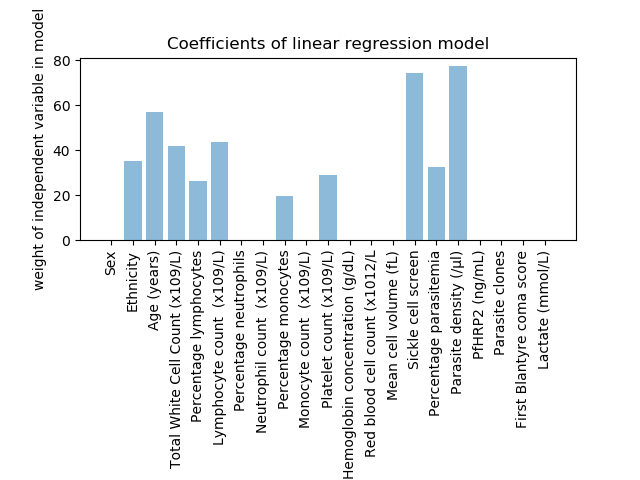 Coefficients of linear regression model
weight of independent variable in model
80
60
40
20
0
Sex
Ethnicity
Age (years)
Total White Cell Count (x109/L)
Percentage lymphocytes
Lymphocyte count  (x109/L)
Percentage neutrophils
Neutrophil count  (x109/L)
Percentage monocytes
Monocyte count  (x109/L)
Platelet count (x109/L)
Hemoglobin concentration (g/dL)
Red blood cell count (x1012/L
Mean cell volume (fL)
Sickle cell screen
Percentage parasitemia
Parasite density (/µl)
PfHRP2 (ng/mL)
Parasite clones
First Blantyre coma score
Lactate (mmol/L)